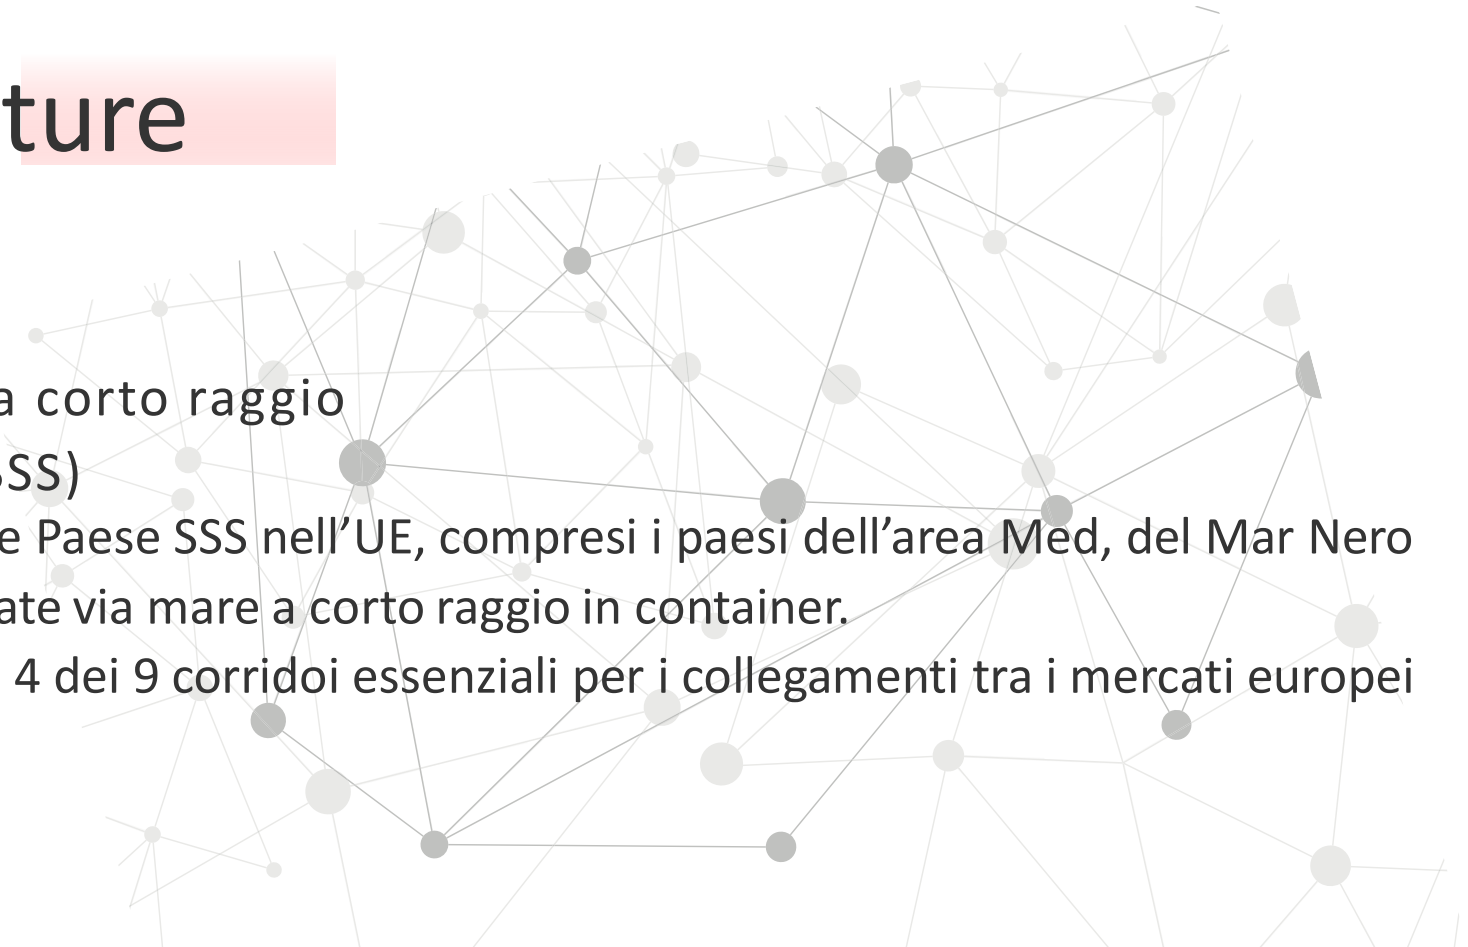 ture
a corto raggio
SSS)
e Paese SSS nell’UE, compresi i paesi dell’area Med, del Mar Nero
ate via mare a corto raggio in container.
4 dei 9 corridoi essenziali per i collegamenti tra i mercati europei